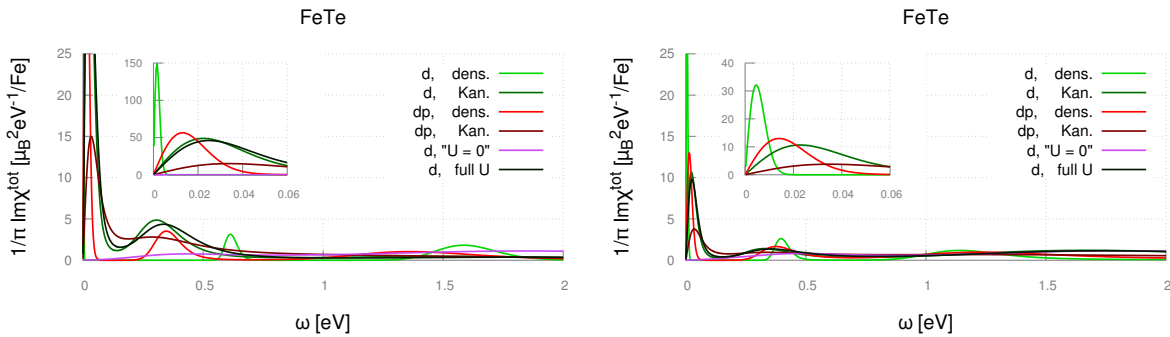 FeTe
1/π Imχ^tot [μ_B^2 eV^-1/Fe]
25
20
15
10
5
0
0
0.5
1
1.5
2
ω [eV]
150
100
50
0
0
0.02
0.04
0.06
d, dens.
d, Kan.
dp, dens.
dp, Kan.
d, "U = 0"
d, full U
FeTe
1/π Imχ^tot [μ_B^2 eV^-1/Fe]
25
20
15
10
5
0
0
0.5
1
1.5
2
ω [eV]
40
30
20
10
0
0
0.02
0.04
0.06
d, dens.
d, Kan.
dp, dens.
dp, Kan.
d, "U = 0"
d, full U